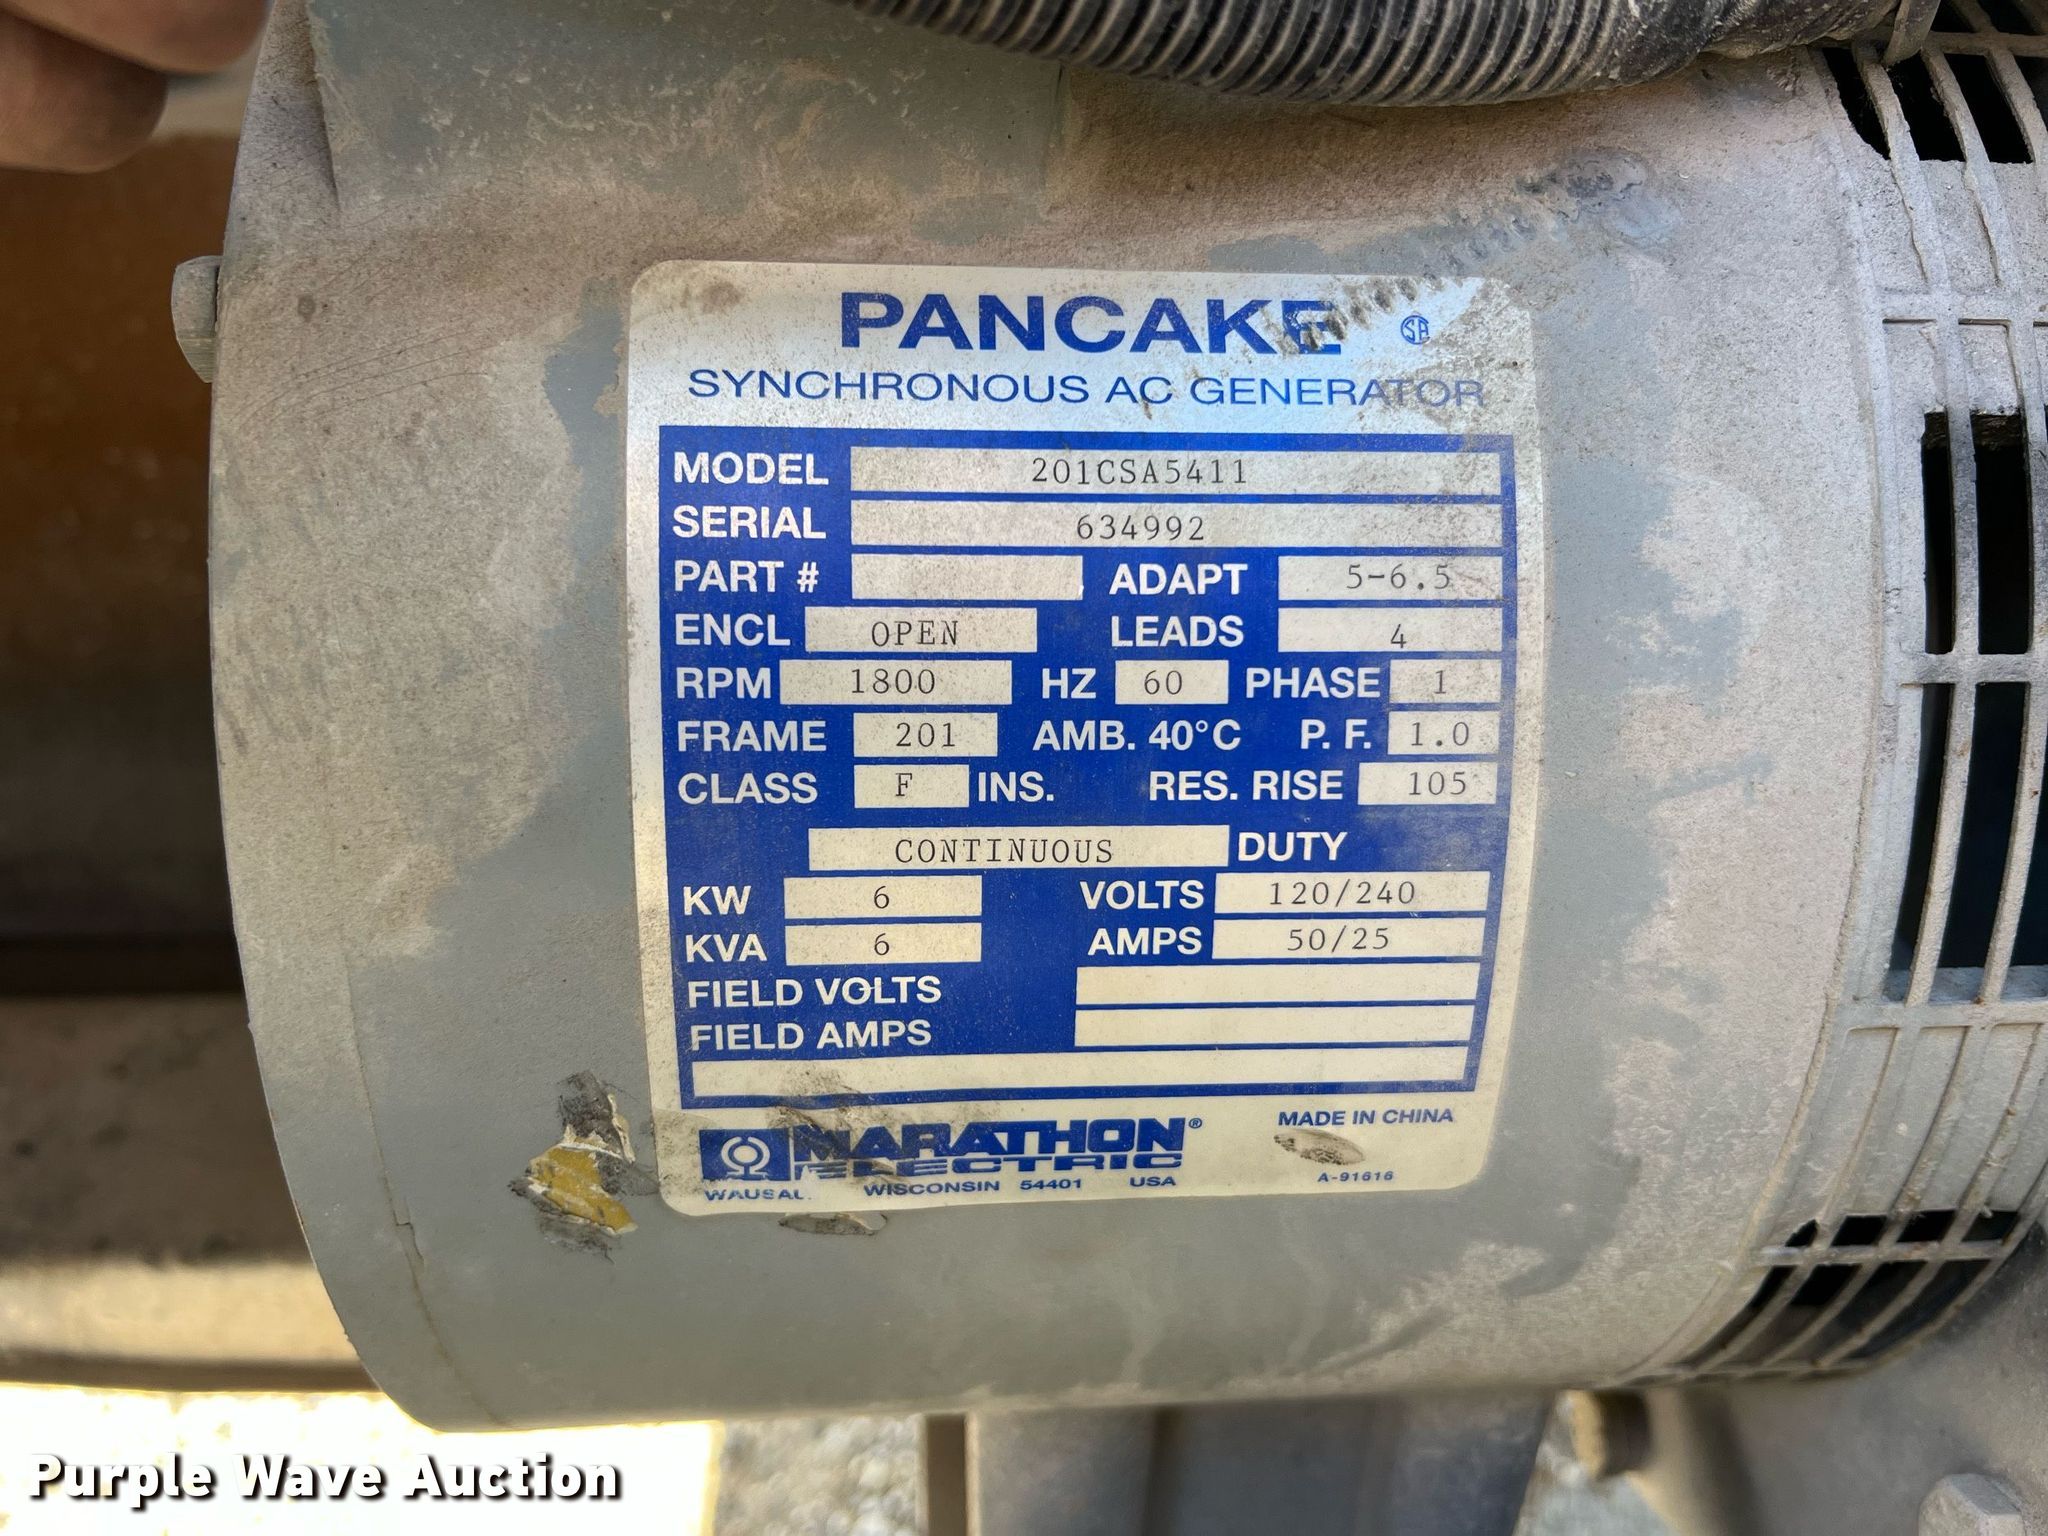 PANCAKE
SYNCHRONOUS AC GENERATOR
MODEL 201CSA5411
SERIAL 634992
PART # ADAPT 5-6.5
ENCL OPEN LEADS 4
RPM 1800 HZ 60 PHASE 1
FRAME 201 AMB. 40°C P. F. 1.0
CLASS F INS. RES. RISE 105
CONTINUOUS DUTY
KW 6 VOLTS 120/240
KVA 6 AMPS 50/25
FIELD VOLTS
FIELD AMPS
MARATHON® MADE IN CHINA
ELECTRIC
WAUSAU, WISCONSIN 54401 USA A-91616
Purple Wave Auction